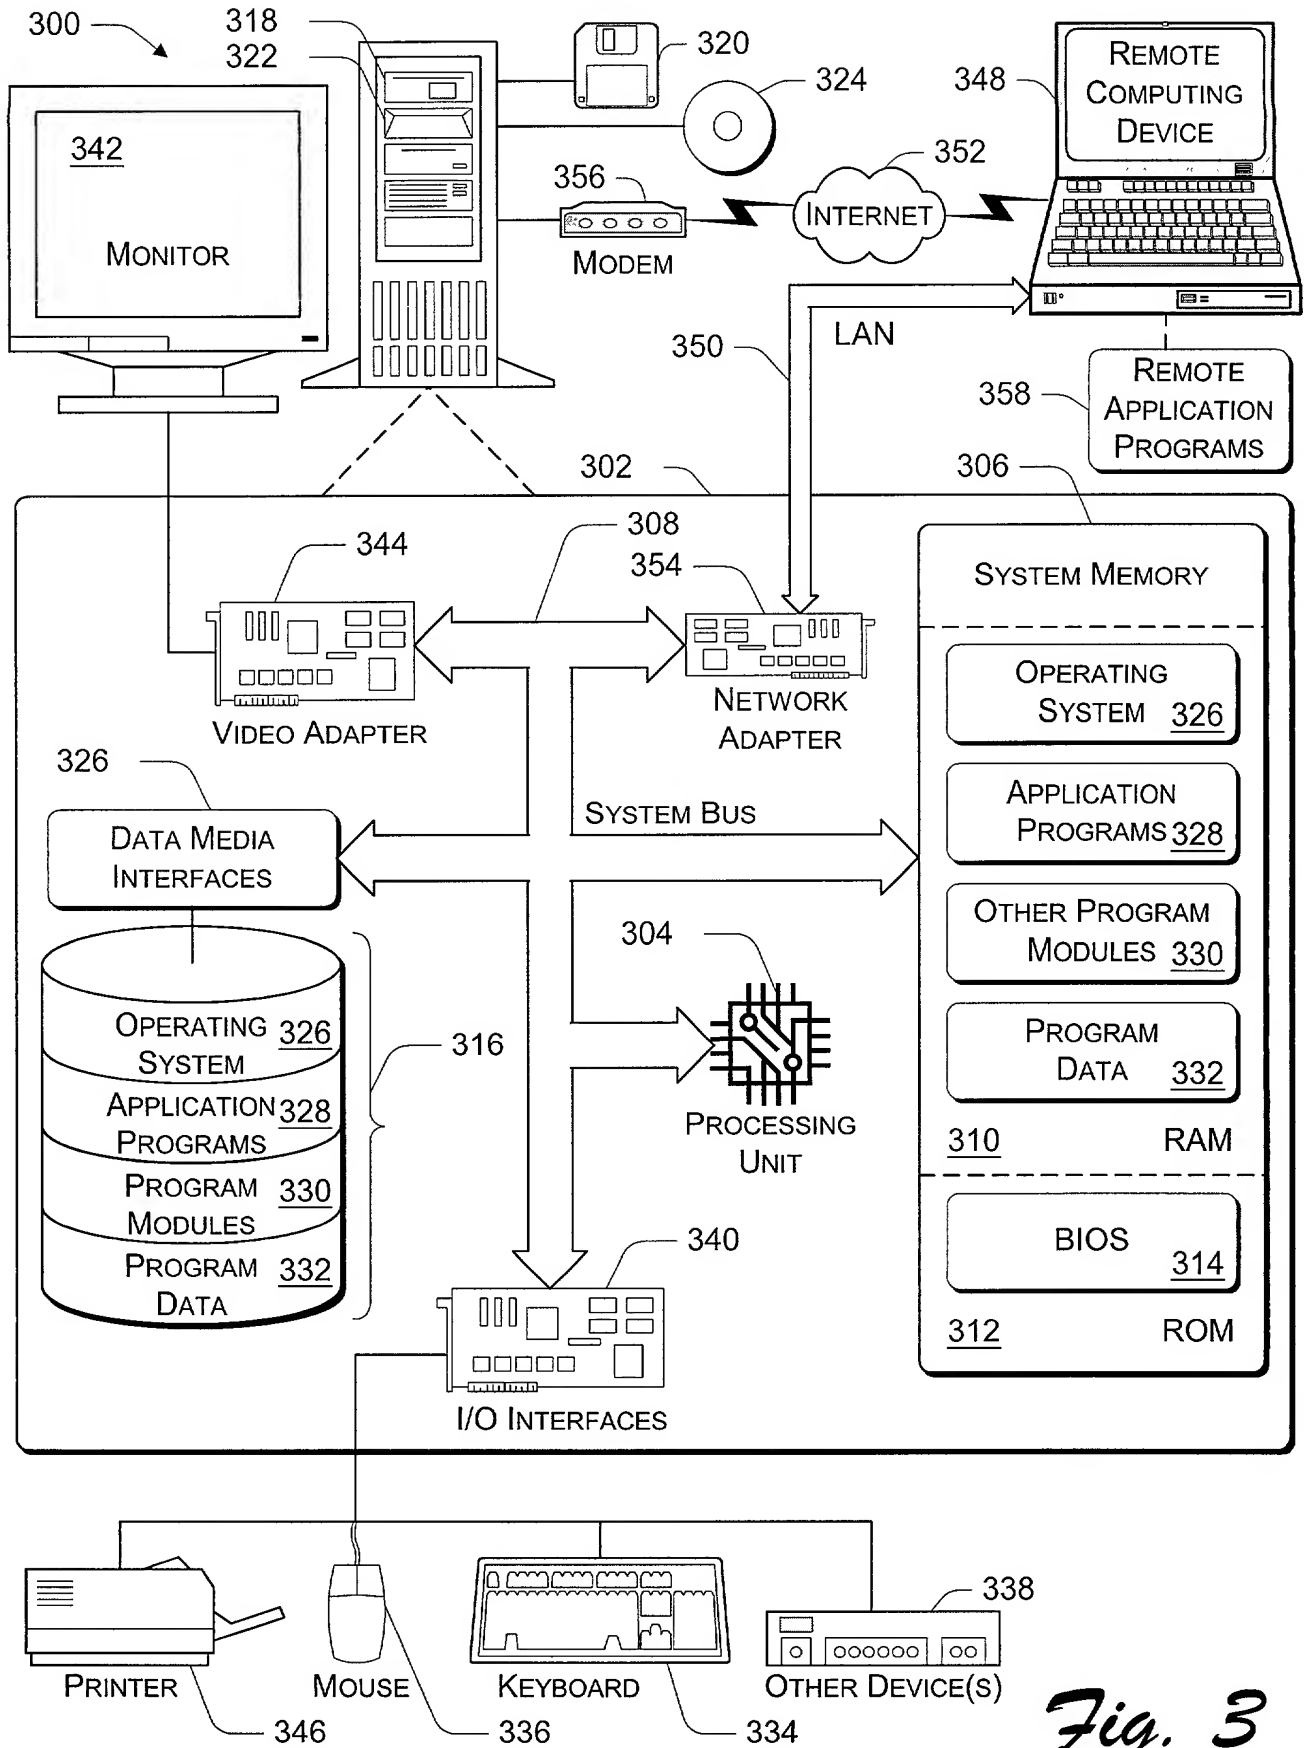 300
318
322
320
324
348
REMOTE
COMPUTING
DEVICE
342
MONITOR
356
MODEM
352
INTERNET
350
LAN
358
REMOTE
APPLICATION
PROGRAMS
302
306
344
308
354
VIDEO ADAPTER
NETWORK
ADAPTER
SYSTEM MEMORY
OPERATING
SYSTEM 326
APPLICATION
PROGRAMS 328
OTHER PROGRAM
MODULES 330
PROGRAM
DATA 332
310 RAM
BIOS
314
312 ROM
326
DATA MEDIA
INTERFACES
SYSTEM BUS
304
PROCESSING
UNIT
OPERATING
SYSTEM 326
APPLICATION
PROGRAMS 328
PROGRAM
MODULES 330
PROGRAM
DATA 332
316
340
I/O INTERFACES
PRINTER
346
MOUSE
336
KEYBOARD
334
338
OTHER DEVICE(S)
Fig. 3